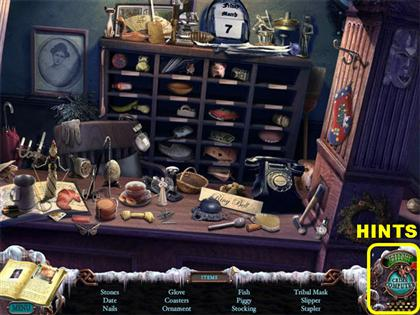 Friday
March
7
Ring Bell
HINTS
ITEMS
Stones Glove Fish Tribal Mask
Date Coasters Piggy Slipper
Nails Ornament Stocking Stapler
MENU